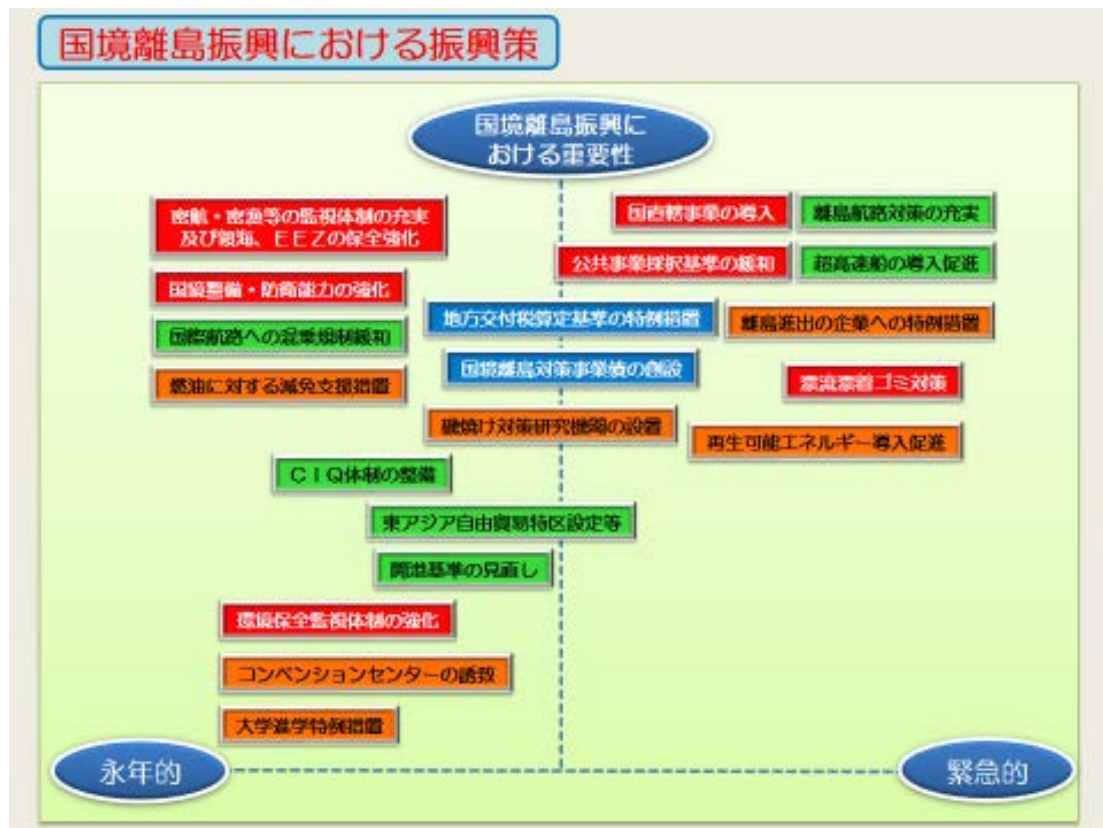 国境離島振興における振興策
国境離島振興に
おける重要性
密航・密漁等の監視体制の充実
及び領海、ＥＥＺの保全強化
国直轄事業の導入
離島航路対策の充実
公共事業採択基準の緩和
超高速船の導入促進
国境警備・防衛能力の強化
地方交付税算定基準の特例措置
離島進出の企業への特例措置
国際航路への混乗規制緩和
国境離島対策事業債の創設
燃油に対する減免支援措置
漂流漂着ゴミ対策
磯焼け対策研究機関の設置
再生可能エネルギー導入促進
ＣＩＱ体制の整備
東アジア自由貿易特区設定等
開港基準の見直し
環境保全監視体制の強化
コンベンションセンターの誘致
大学進学特例措置
永年的
緊急的